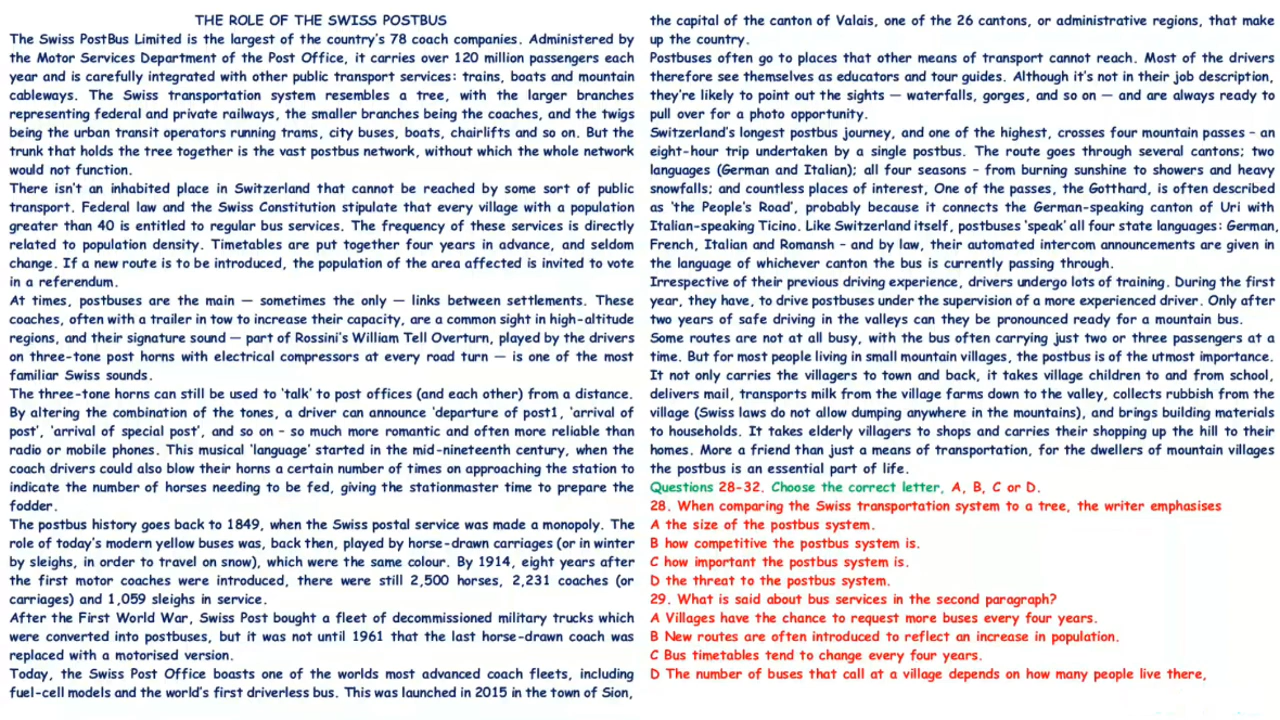 THE ROLE OF THE SWISS POSTBUS
The Swiss PostBus Limited is the largest of the country's 78 coach companies. Administered by
the Motor Services Department of the Post Office, it carries over 120 million passengers each
year and is carefully integrated with other public transport services: trains, boats and mountain
cableways. The Swiss transportation system resembles a tree, with the larger branches
representing federal and private railways, the smaller branches being the coaches, and the twigs
being the urban transit operators running trams, city buses, boats, chairlifts and so on. But the
trunk that holds the tree together is the vast postbus network, without which the whole network
would not function.
There isn't an inhabited place in Switzerland that cannot be reached by some sort of public
transport. Federal law and the Swiss Constitution stipulate that every village with a population
greater than 40 is entitled to regular bus services. The frequency of these services is directly
related to population density. Timetables are put together four years in advance, and seldom
change. If a new route is to be introduced, the population of the area affected is invited to vote
in a referendum.
At times, postbuses are the main — sometimes the only — links between settlements. These
coaches, often with a trailer in tow to increase their capacity, are a common sight in high-altitude
regions, and their signature sound — part of Rossini's William Tell Overturn, played by the drivers
on three-tone post horns with electrical compressors at every road turn — is one of the most
familiar Swiss sounds.
The three-tone horns can still be used to 'talk' to post offices (and each other) from a distance.
By altering the combination of the tones, a driver can announce 'departure of post1, 'arrival of
post', 'arrival of special post', and so on - so much more romantic and often more reliable than
radio or mobile phones. This musical 'language' started in the mid-nineteenth century, when the
coach drivers could also blow their horns a certain number of times on approaching the station to
indicate the number of horses needing to be fed, giving the stationmaster time to prepare the
fodder.
The postbus history goes back to 1849, when the Swiss postal service was made a monopoly. The
role of today's modern yellow buses was, back then, played by horse-drawn carriages (or in winter
by sleighs, in order to travel on snow), which were the same colour. By 1914, eight years after
the first motor coaches were introduced, there were still 2,500 horses, 2,231 coaches (or
carriages) and 1,059 sleighs in service.
After the First World War, Swiss Post bought a fleet of decommissioned military trucks which
were converted into postbuses, but it was not until 1961 that the last horse-drawn coach was
replaced with a motorised version.
Today, the Swiss Post Office boasts one of the worlds most advanced coach fleets, including
fuel-cell models and the world's first driverless bus. This was launched in 2015 in the town of Sion,
the capital of the canton of Valais, one of the 26 cantons, or administrative regions, that make
up the country.
Postbuses often go to places that other means of transport cannot reach. Most of the drivers
therefore see themselves as educators and tour guides. Although it's not in their job description,
they're likely to point out the sights — waterfalls, gorges, and so on — and are always ready to
pull over for a photo opportunity.
Switzerland's longest postbus journey, and one of the highest, crosses four mountain passes - an
eight-hour trip undertaken by a single postbus. The route goes through several cantons; two
languages (German and Italian); all four seasons - from burning sunshine to showers and heavy
snowfalls; and countless places of interest, One of the passes, the Gotthard, is often described
as 'the People's Road', probably because it connects the German-speaking canton of Uri with
Italian-speaking Ticino. Like Switzerland itself, postbuses 'speak' all four state languages: German,
French, Italian and Romansh - and by law, their automated intercom announcements are given in
the language of whichever canton the bus is currently passing through.
Irrespective of their previous driving experience, drivers undergo lots of training. During the first
year, they have, to drive postbuses under the supervision of a more experienced driver. Only after
two years of safe driving in the valleys can they be pronounced ready for a mountain bus.
Some routes are not at all busy, with the bus often carrying just two or three passengers at a
time. But for most people living in small mountain villages, the postbus is of the utmost importance.
It not only carries the villagers to town and back, it takes village children to and from school,
delivers mail, transports milk from the village farms down to the valley, collects rubbish from the
village (Swiss laws do not allow dumping anywhere in the mountains), and brings building materials
to households. It takes elderly villagers to shops and carries their shopping up the hill to their
homes. More a friend than just a means of transportation, for the dwellers of mountain villages
the postbus is an essential part of life.
Questions 28-32. Choose the correct letter, A, B, C or D.
28. When comparing the Swiss transportation system to a tree, the writer emphasises
A the size of the postbus system.
B how competitive the postbus system is.
C how important the postbus system is.
D the threat to the postbus system.
29. What is said about bus services in the second paragraph?
A Villages have the chance to request more buses every four years.
B New routes are often introduced to reflect an increase in population.
C Bus timetables tend to change every four years.
D The number of buses that call at a village depends on how many people live there,